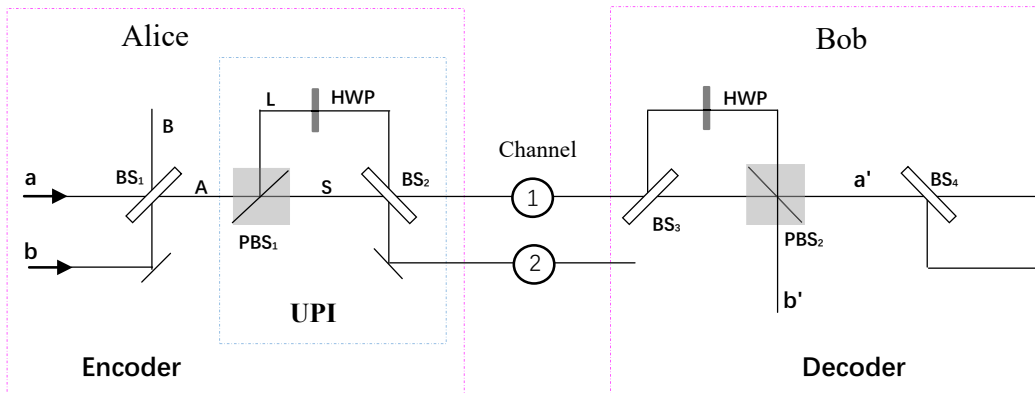 Alice
Bob
L
HWP
HWP
B
Channel
a
BS₁
A
S
BS₂
1
a'
BS₄
BS₃
PBS₁
PBS₂
b
2
UPI
b'
Encoder
Decoder